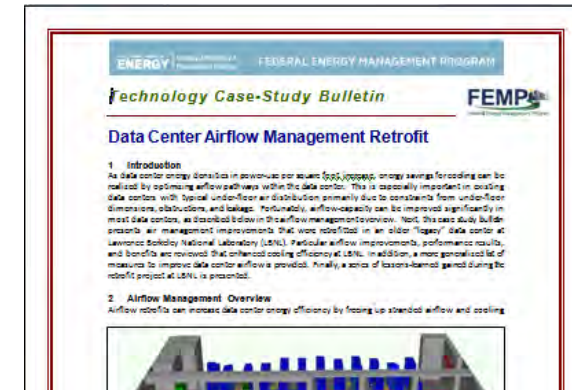 ENERGY
FEDERAL ENERGY MANAGEMENT PROGRAM
Technology Case-Study Bulletin
FEMP
Data Center Airflow Management Retrofit
1 Introduction
As data center energy densities in power-use per square foot increase, energy savings for cooling can be
realized by optimizing airflow pathways within the data center. This is especially important in existing
data centers with typical under-floor air distribution primarily due to constraints from under-floor
dimensions, obstructions, and leakage. Fortunately, airflow-capacity can be improved significantly in
most data centers, as described below in the airflow management overview. Next, this case study bulletin
presents air management improvements that were retrofitted in an older "legacy" data center at
Lawrence Berkeley National Laboratory (LBNL). Particular airflow improvements, performance results,
and benefits are reviewed that enhanced cooling efficiency at LBNL. In addition, a more generalized list of
measures to improve data center airflow is provided. Finally, a series of lessons-learned gained during the
retrofit project at LBNL is presented.
2 Airflow Management Overview
Airflow retrofits can increase data center energy efficiency by freeing up stranded airflow and cooling